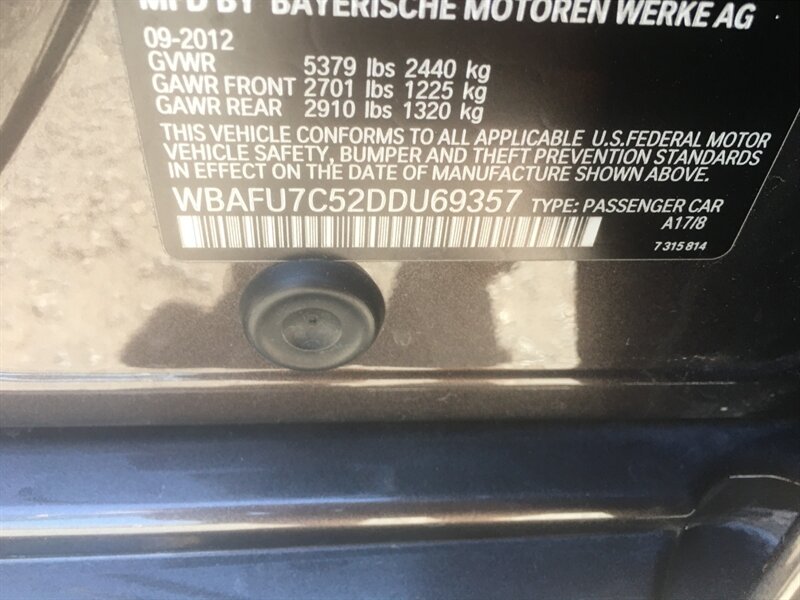 MFD BY BAYERISCHE MOTOREN WERKE AG
09-2012
GVWR 5379 lbs 2440 kg
GAWR FRONT 2701 lbs 1225 kg
GAWR REAR 2910 lbs 1320 kg
THIS VEHICLE CONFORMS TO ALL APPLICABLE U.S.FEDERAL MOTOR
VEHICLE SAFETY, BUMPER AND THEFT PREVENTION STANDARDS
IN EFFECT ON THE DATE OF MANUFACTURE SHOWN ABOVE.
WBAFU7C52DDU69357 TYPE: PASSENGER CAR
A17/8
7 315 814